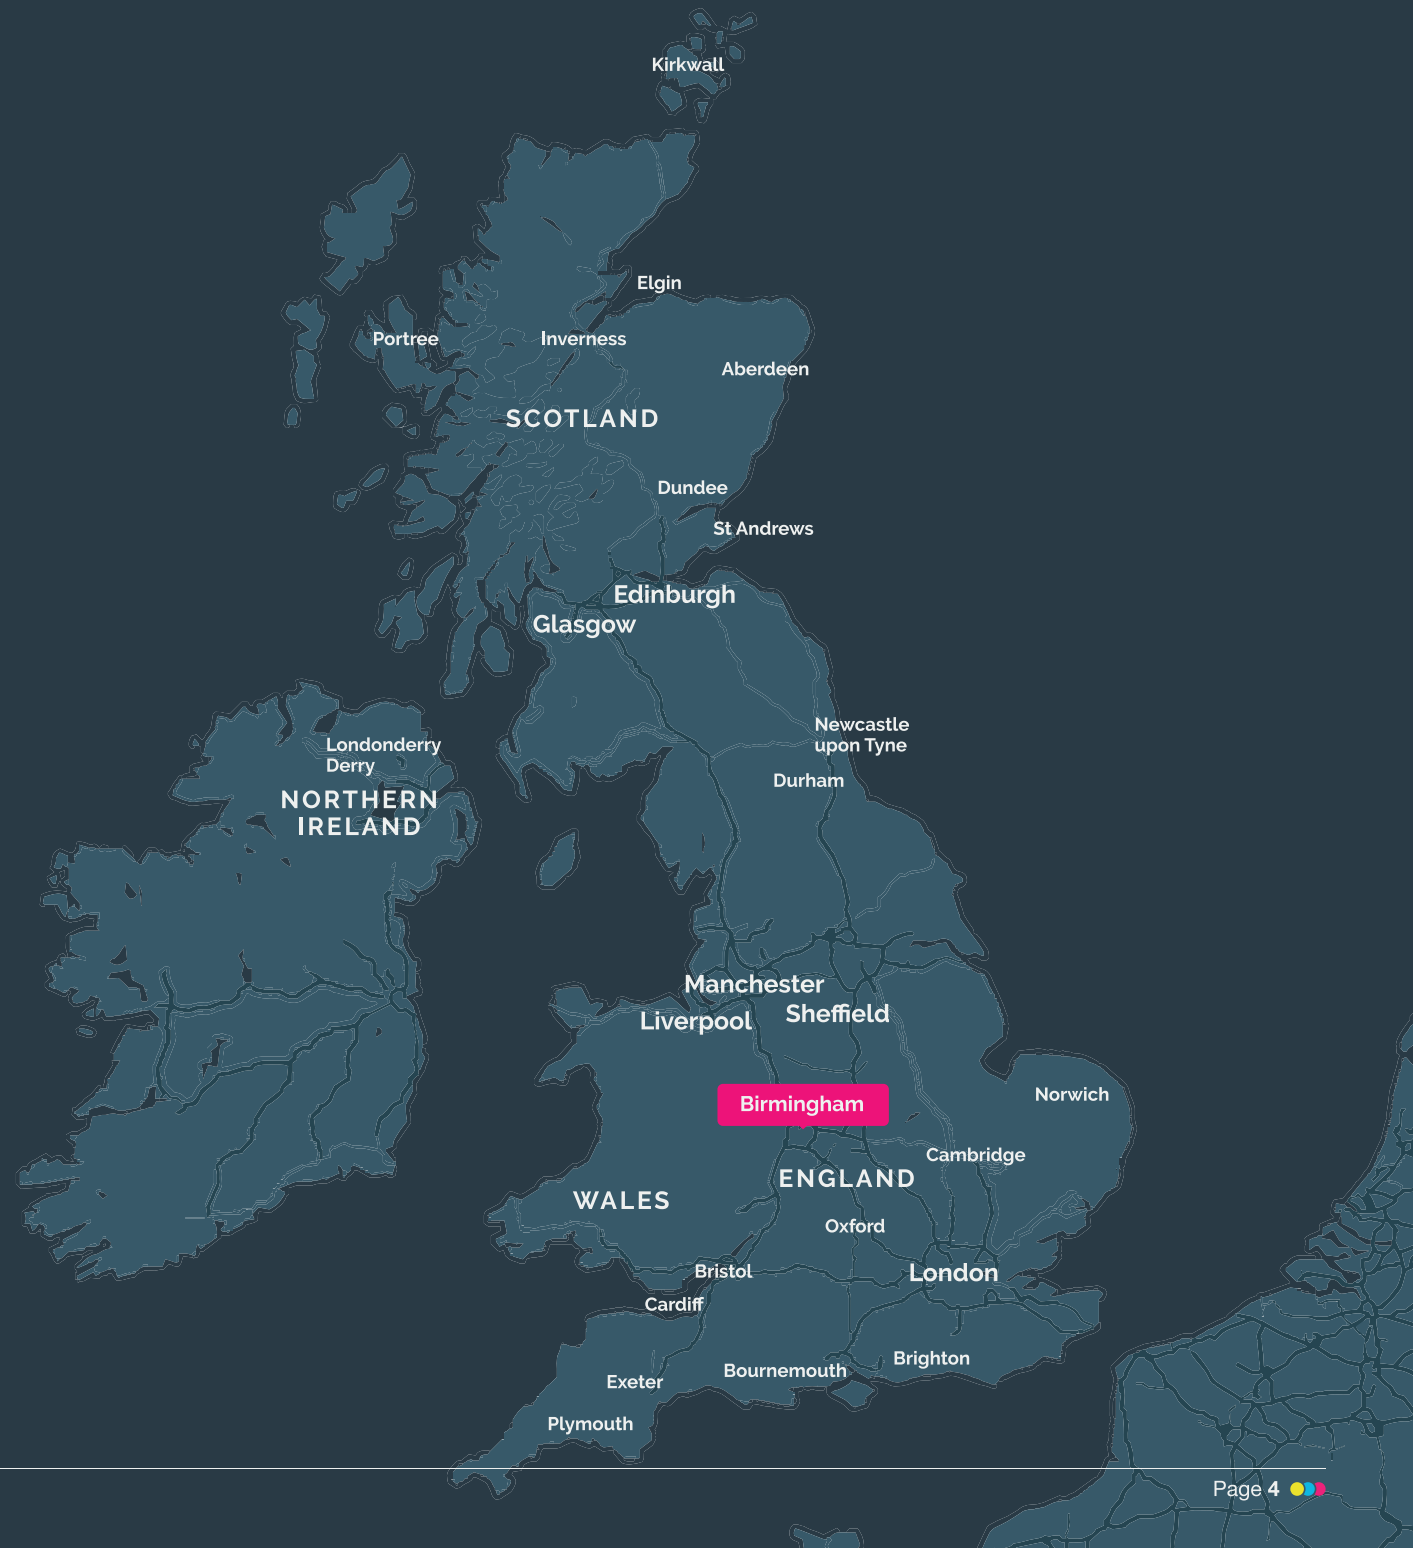 Kirkwall
Elgin
Portree
Inverness
Aberdeen
SCOTLAND
Dundee
St Andrews
Edinburgh
Glasgow
Newcastle
upon Tyne
Londonderry
Derry
Durham
NORTHERN
IRELAND
Manchester
Sheffield
Liverpool
Norwich
Birmingham
Cambridge
ENGLAND
WALES
Oxford
Bristol
London
Cardiff
Brighton
Bournemouth
Exeter
Plymouth
Page 4